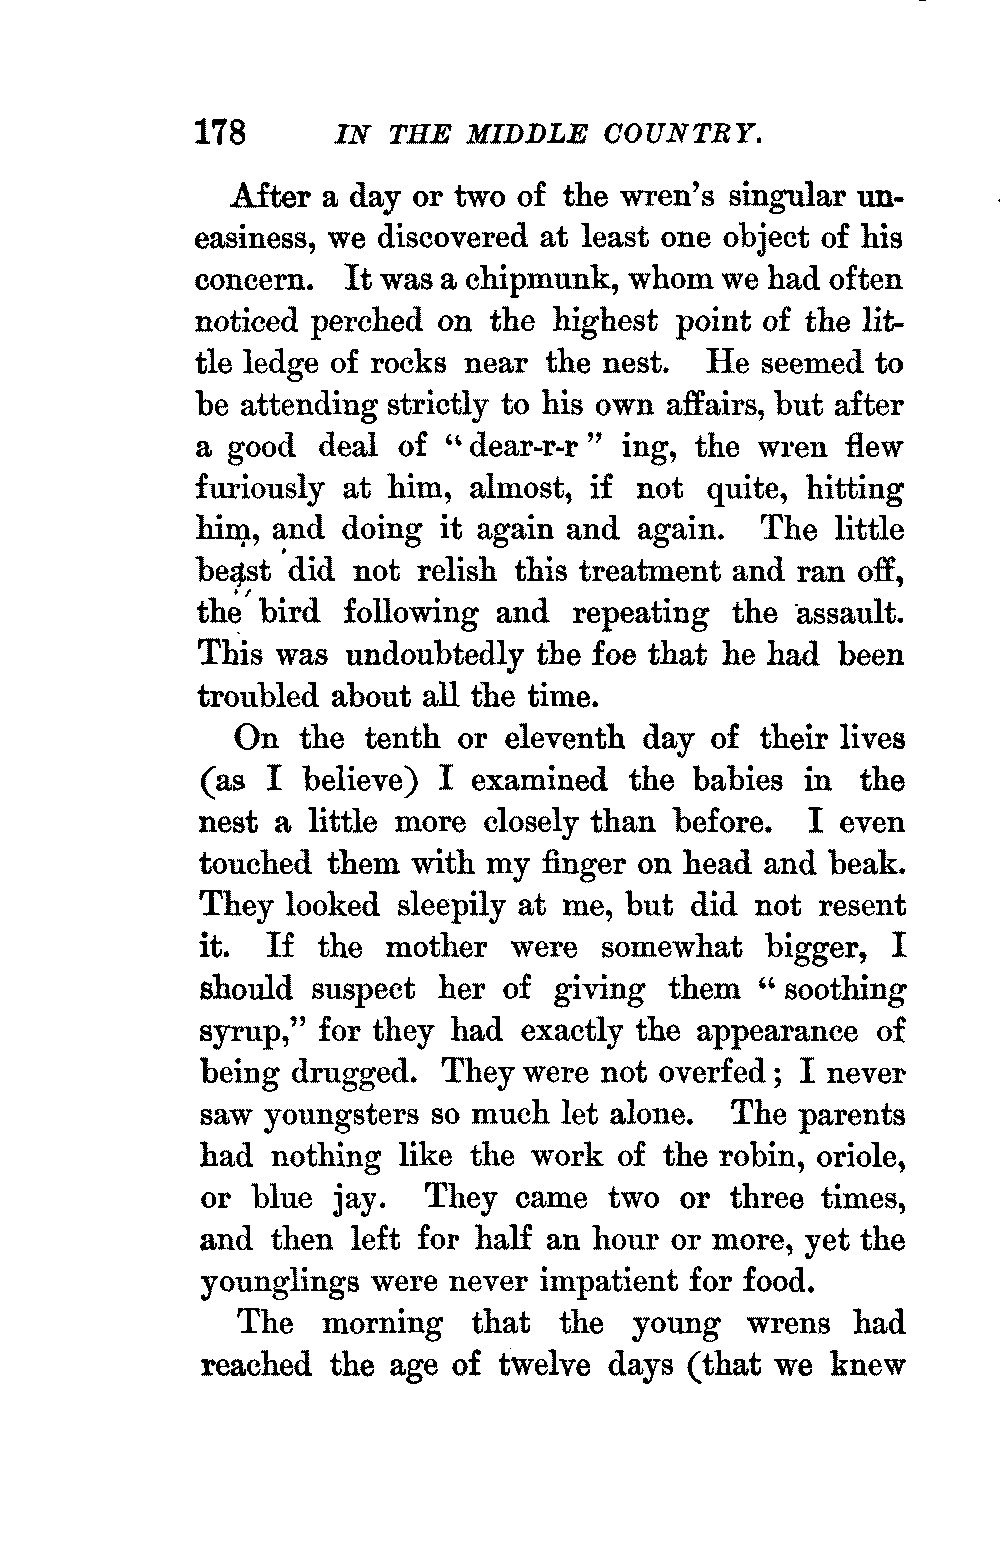 178 IN THE MIDDLE COUNTRY.
After a day or two of the wren's singular un-
easiness, we discovered at least one object of his
concern. It was a chipmunk, whom we had often
noticed perched on the highest point of the lit-
tle ledge of rocks near the nest. He seemed to
be attending strictly to his own affairs, but after
a good deal of “dear-r-r” ing, the wren flew
furiously at him, almost, if not quite, hitting
him, and doing it again and again. The little
beast did not relish this treatment and ran off,
the bird following and repeating the assault.
This was undoubtedly the foe that he had been
troubled about all the time.
On the tenth or eleventh day of their lives
(as I believe) I examined the babies in the
nest a little more closely than before. I even
touched them with my finger on head and beak.
They looked sleepily at me, but did not resent
it. If the mother were somewhat bigger, I
should suspect her of giving them “soothing
syrup,” for they had exactly the appearance of
being drugged. They were not overfed; I never
saw youngsters so much let alone. The parents
had nothing like the work of the robin, oriole,
or blue jay. They came two or three times,
and then left for half an hour or more, yet the
younglings were never impatient for food.
The morning that the young wrens had
reached the age of twelve days (that we knew